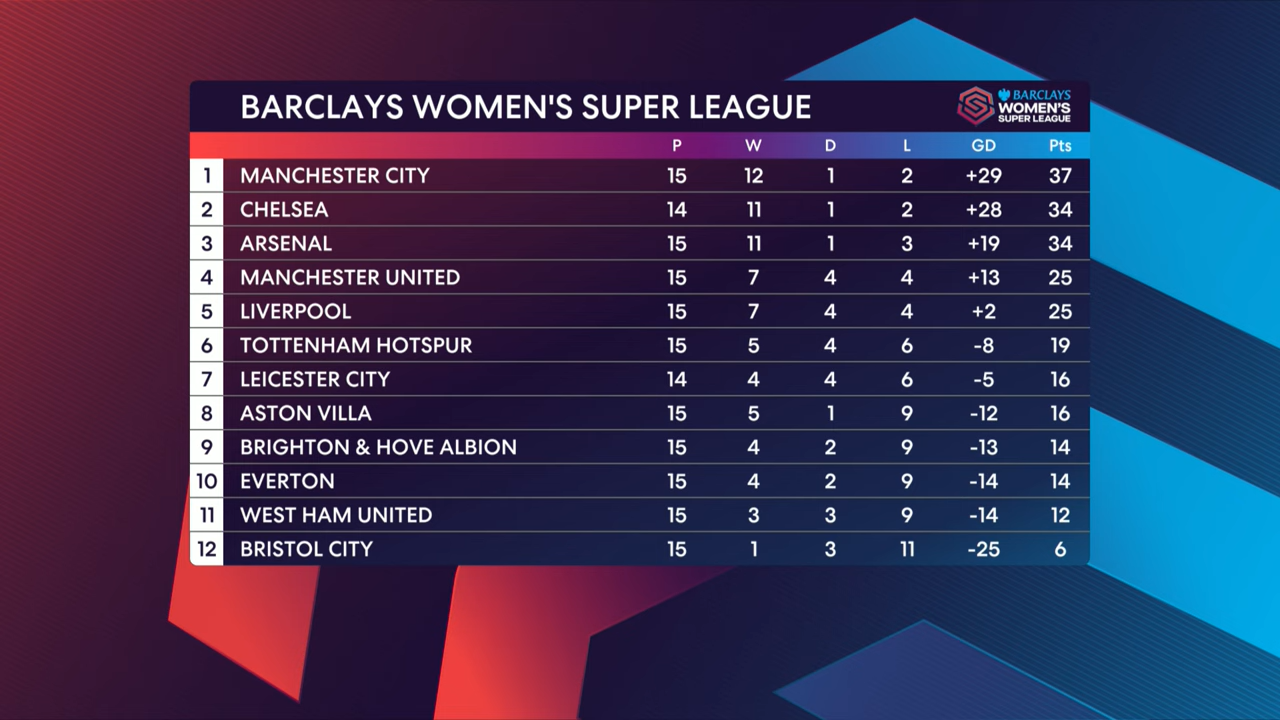 BARCLAYS WOMEN'S SUPER LEAGUE
BARCLAYS
WOMEN'S
SUPER LEAGUE
P W D L GD Pts
1 MANCHESTER CITY 15 12 1 2 +29 37
2 CHELSEA 14 11 1 2 +28 34
3 ARSENAL 15 11 1 3 +19 34
4 MANCHESTER UNITED 15 7 4 4 +13 25
5 LIVERPOOL 15 7 4 4 +2 25
6 TOTTENHAM HOTSPUR 15 5 4 6 -8 19
7 LEICESTER CITY 14 4 4 6 -5 16
8 ASTON VILLA 15 5 1 9 -12 16
9 BRIGHTON & HOVE ALBION 15 4 2 9 -13 14
10 EVERTON 15 4 2 9 -14 14
11 WEST HAM UNITED 15 3 3 9 -14 12
12 BRISTOL CITY 15 1 3 11 -25 6